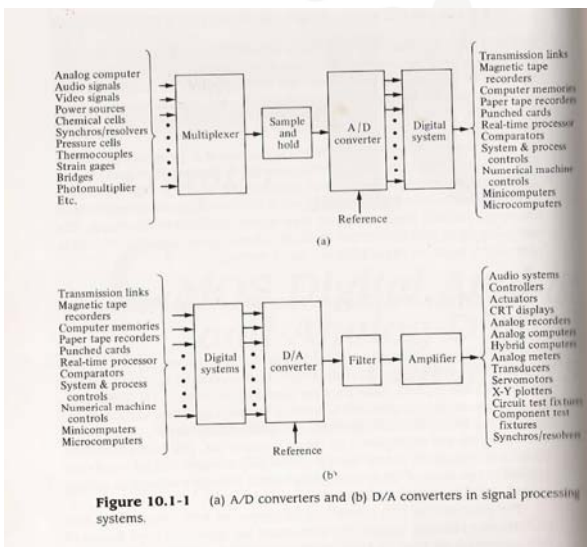 Analog computer
Audio signals
Video signals
Power sources
Chemical cells
Synchros/resolvers
Pressure cells
Thermocouples
Strain gages
Bridges
Photomultiplier
Etc.
Multiplexer
Sample
and
hold
A/D
converter
Reference
Digital
system
Transmission links
Magnetic tape
recorders
Computer memories
Paper tape recorders
Punched cards
Real-time processor
Comparators
System & process
controls
Numerical machine
controls
Minicomputers
Microcomputers
(a)
Transmission links
Magnetic tape
recorders
Computer memories
Paper tape recorders
Punched cards
Real-time processor
Comparators
System & process
controls
Numerical machine
controls
Minicomputers
Microcomputers
Digital
systems
D/A
converter
Reference
Filter
Amplifier
Audio systems
Controllers
Actuators
CRT displays
Analog recorders
Analog computers
Hybrid computers
Analog meters
Transducers
Servomotors
X-Y plotters
Circuit test fixtures
Component test
fixtures
Synchros/resolvers
(b)
Figure 10.1-1 (a) A/D converters and (b) D/A converters in signal processing
systems.